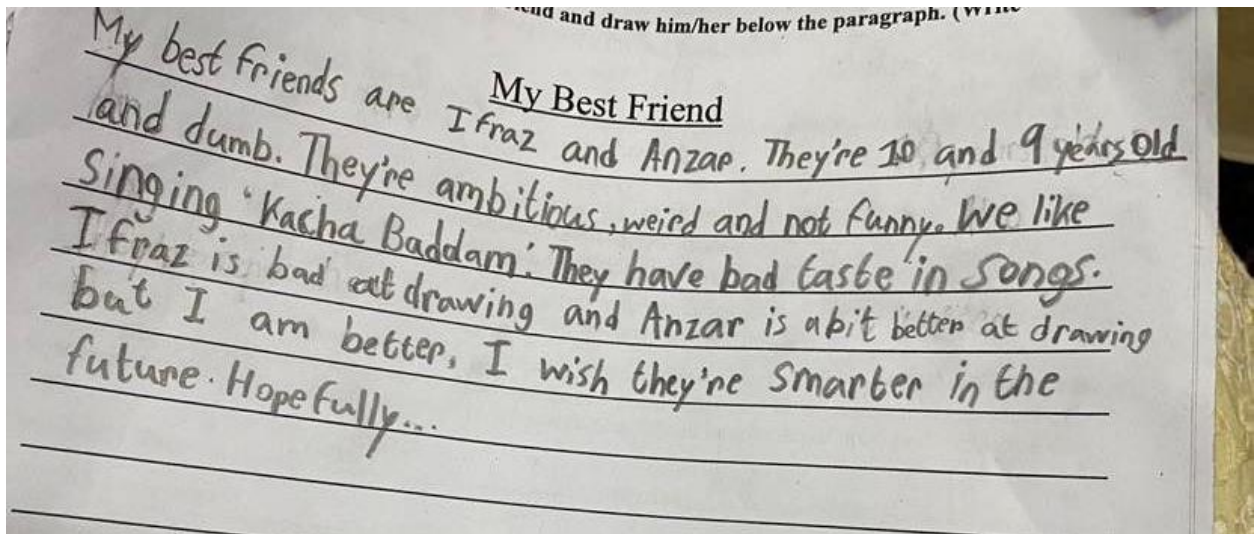 and draw him/her below the paragraph.
My Best Friend
My best friends are Ifraz and Anzar. They're 10 and 9 years old
and dumb. They're ambitious, weird and not funny. We like
Singing 'Kacha Baddam'. They have bad taste in songs.
Ifraz is bad at drawing and Anzar is a bit better at drawing
but I am better. I wish they're smarter in the
future. Hopefully...